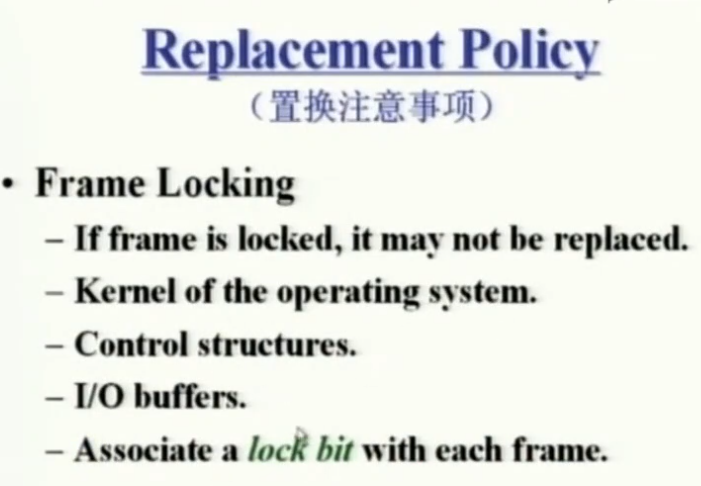 Replacement Policy
（置换注意事项）
• Frame Locking
– If frame is locked, it may not be replaced.
– Kernel of the operating system.
– Control structures.
– I/O buffers.
– Associate a lock bit with each frame.